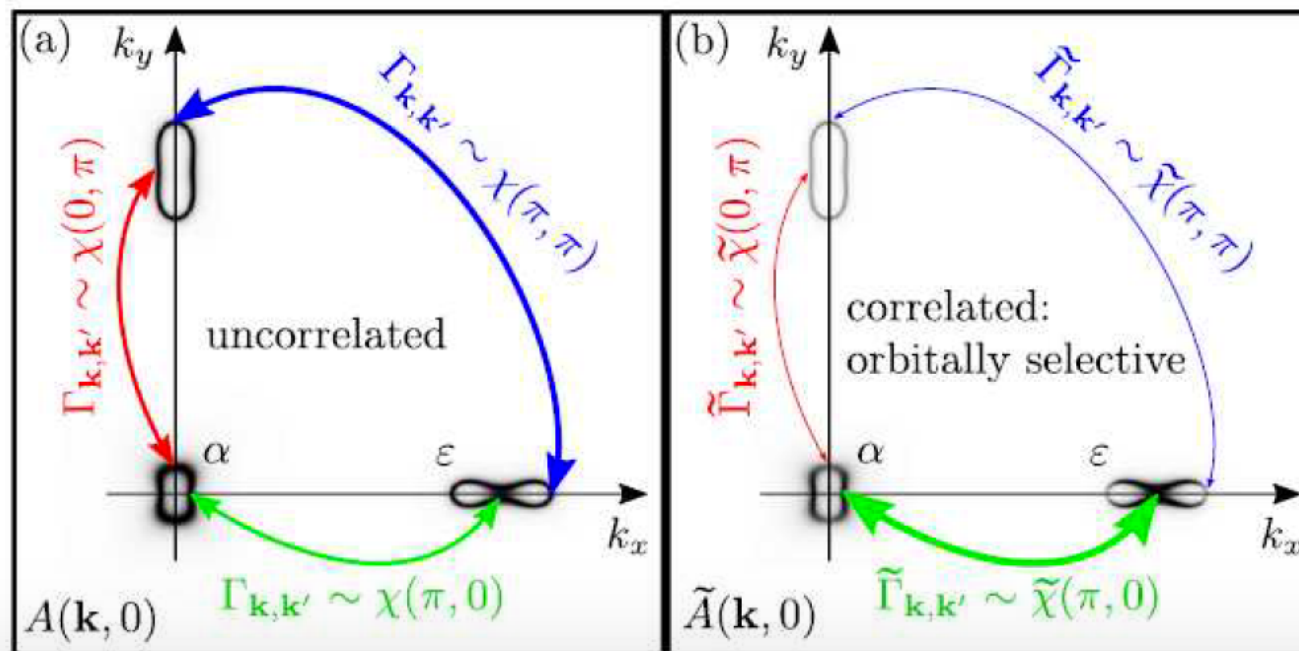 (a)
k_y
Γ_{k,k′} ∼ χ(π, π)
Γ_{k,k′} ∼ χ(0, π)
uncorrelated
α
ε
k_x
Γ_{k,k′} ∼ χ(π, 0)
A(k, 0)
(b)
k_y
Γ̃_{k,k′} ∼ χ̃(π, π)
Γ̃_{k,k′} ∼ χ̃(0, π)
correlated:
orbitally selective
α
ε
k_x
Γ̃_{k,k′} ∼ χ̃(π, 0)
Ã(k, 0)